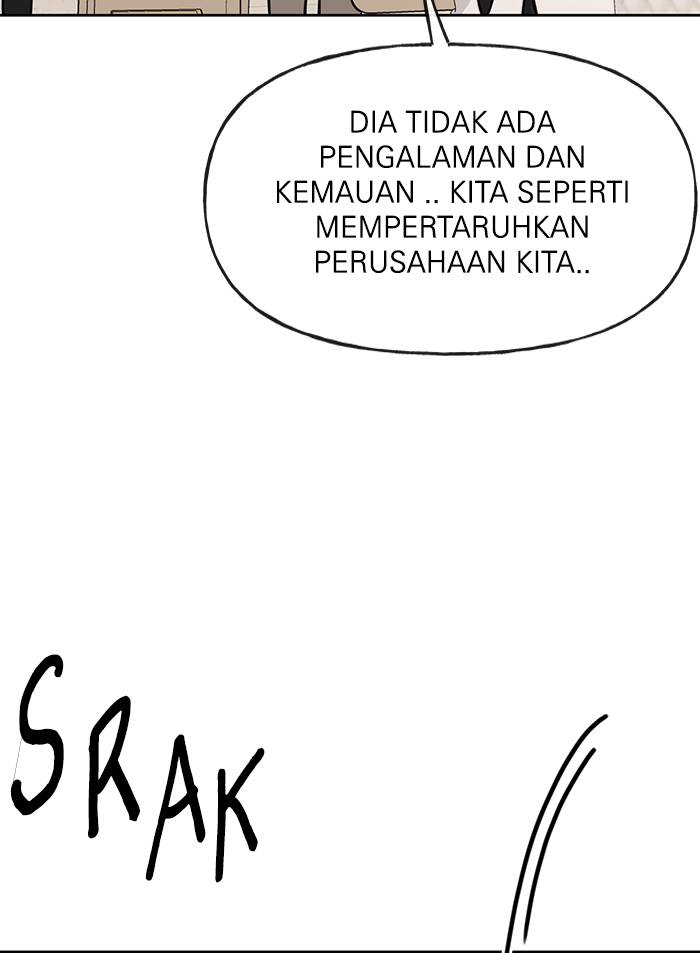 DIA TIDAK ADA
PENGALAMAN DAN
KEMAUAN .. KITA SEPERTI
MEMPERTARUHKAN
PERUSAHAAN KITA..
SRAK